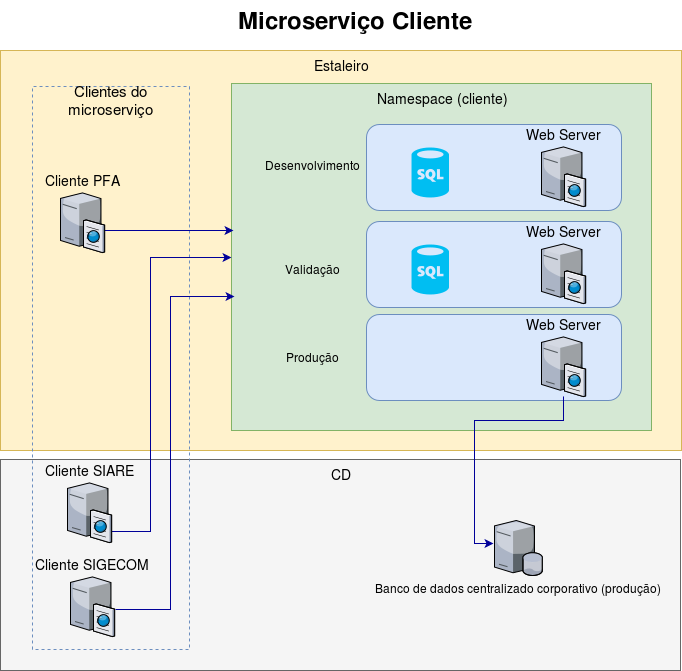 Microserviço Cliente
Estaleiro
Clientes do
microserviço
Namespace (cliente)
Web Server
Desenvolvimento
SQL
Cliente PFA
Web Server
Validação
SQL
Web Server
Produção
Cliente SIARE
CD
Cliente SIGECOM
Banco de dados centralizado corporativo (produção)